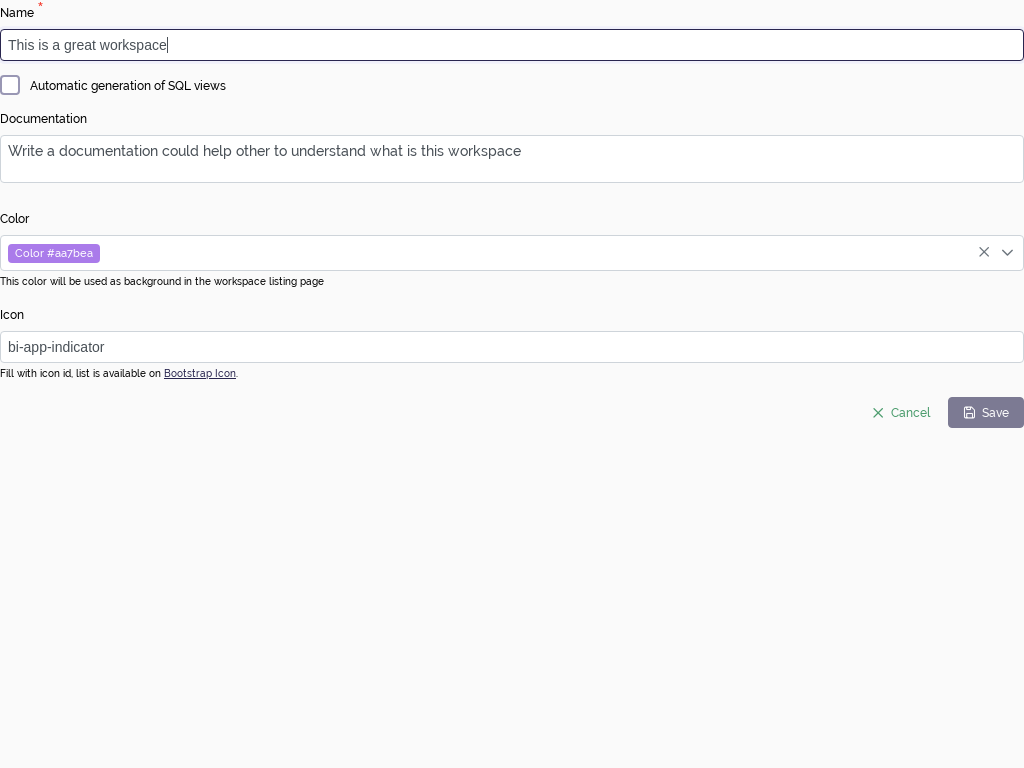 Name *
This is a great workspace
Automatic generation of SQL views
Documentation
Write a documentation could help other to understand what is this workspace
Color
Color #aa7bea
This color will be used as background in the workspace listing page
Icon
bi-app-indicator
Fill with icon id, list is available on Bootstrap Icon.
Cancel
Save